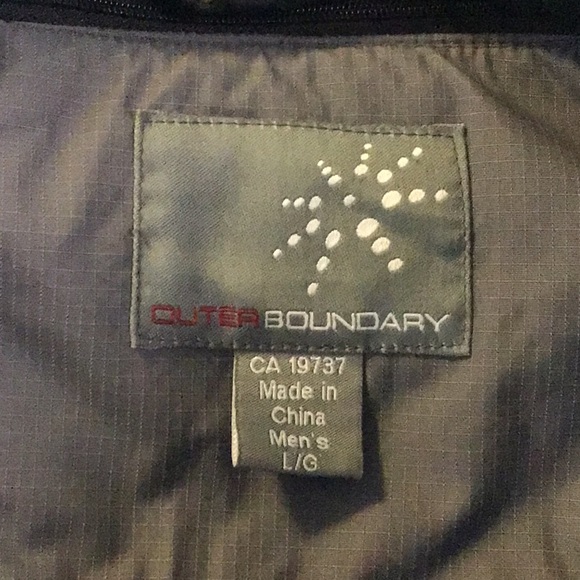 OUTER BOUNDARY
CA 19737
Made in
China
Men's
L/G